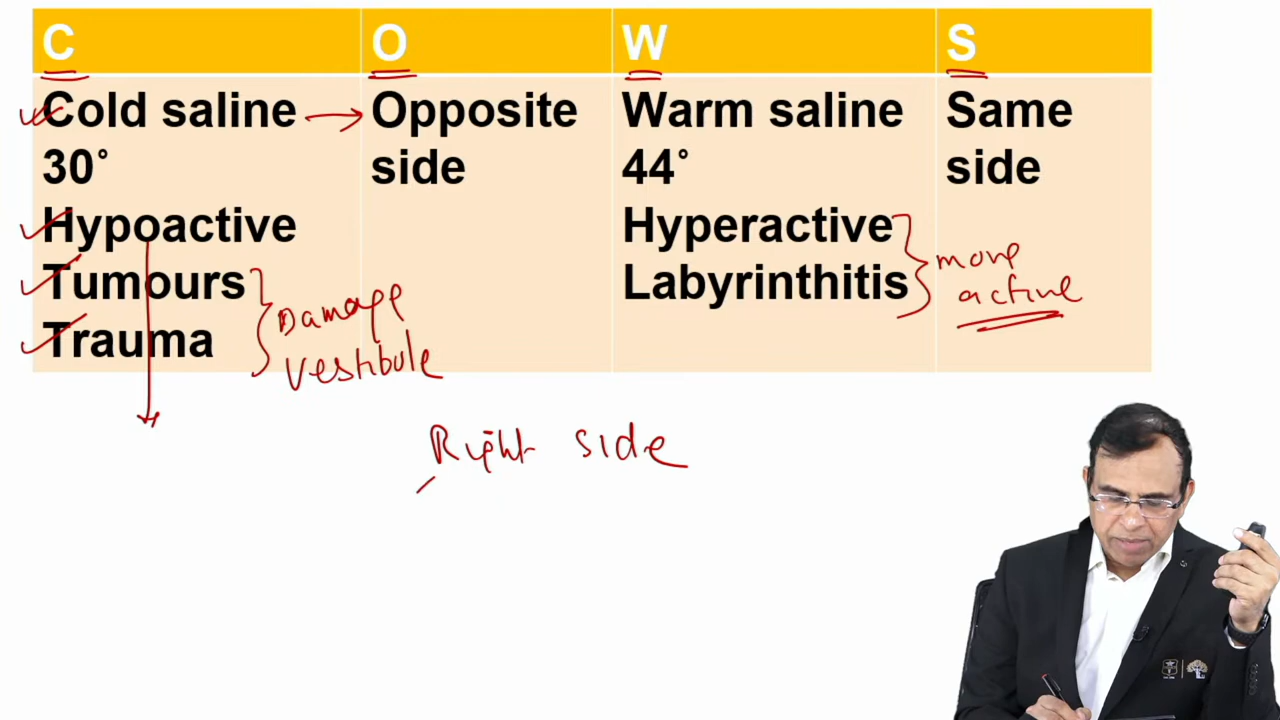 C O W S
Cold saline 30° Opposite side Warm saline 44° Same side
Hypoactive Hyperactive
Tumours Labyrinthitis
Trauma
more
active
Damage
Vestibule
Right side